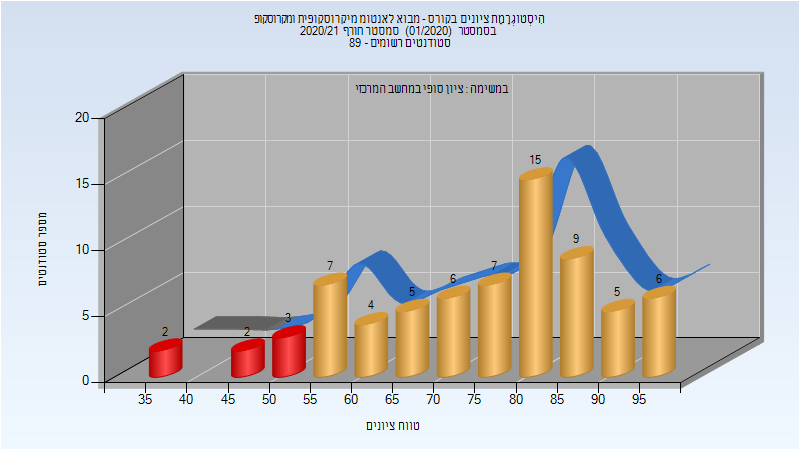 היסטוגרמת ציונים בקורס - מבוא לאנטומ מיקרוסקופית ומקרוסקופ
בסמסטר (01/2020) סמסטר חורף 2020/21
סטודנטים רשומים - 89
במשימה : ציון סופי במחשב המרכזי
מספר סטודנטים
20
15
10
5
0
2
2
3
7
4
5
6
7
15
9
5
6
35 40 45 50 55 60 65 70 75 80 85 90 95
טווח ציונים